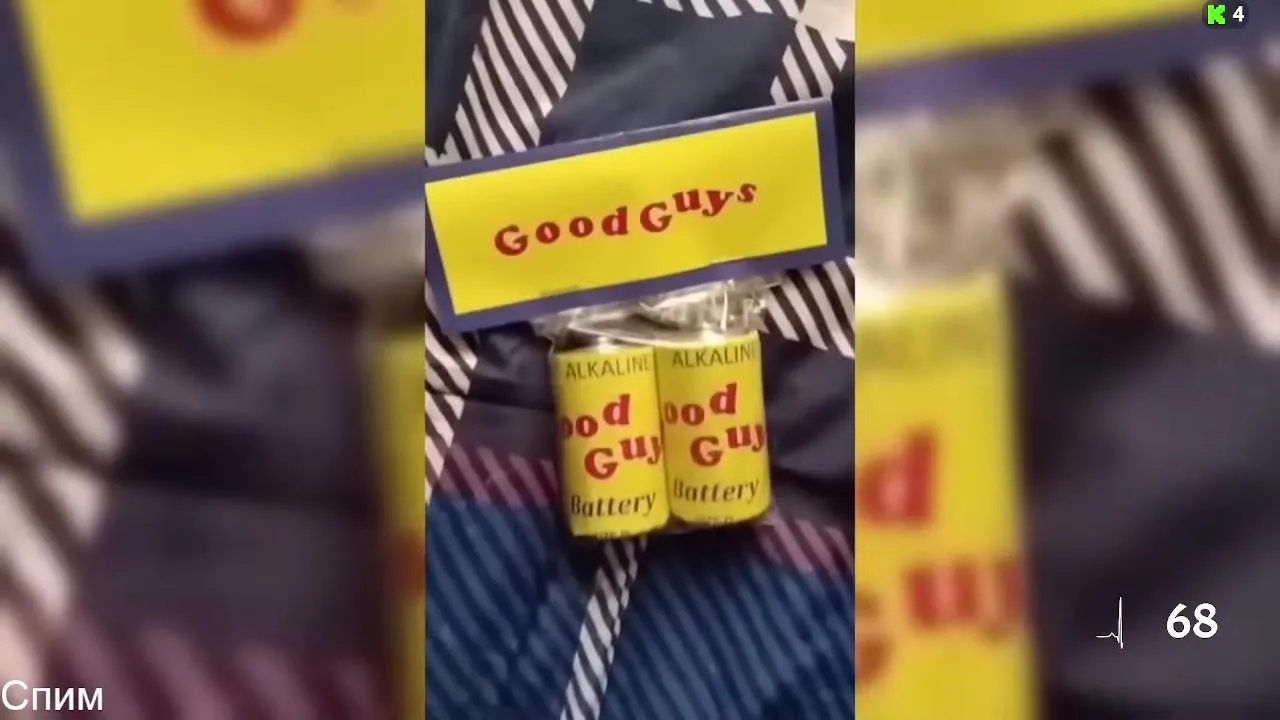 K 4
Good Guys
ALKALINE
ood
Guy
Battery
ALKALINE
ood
Guy
Battery
68
Спим